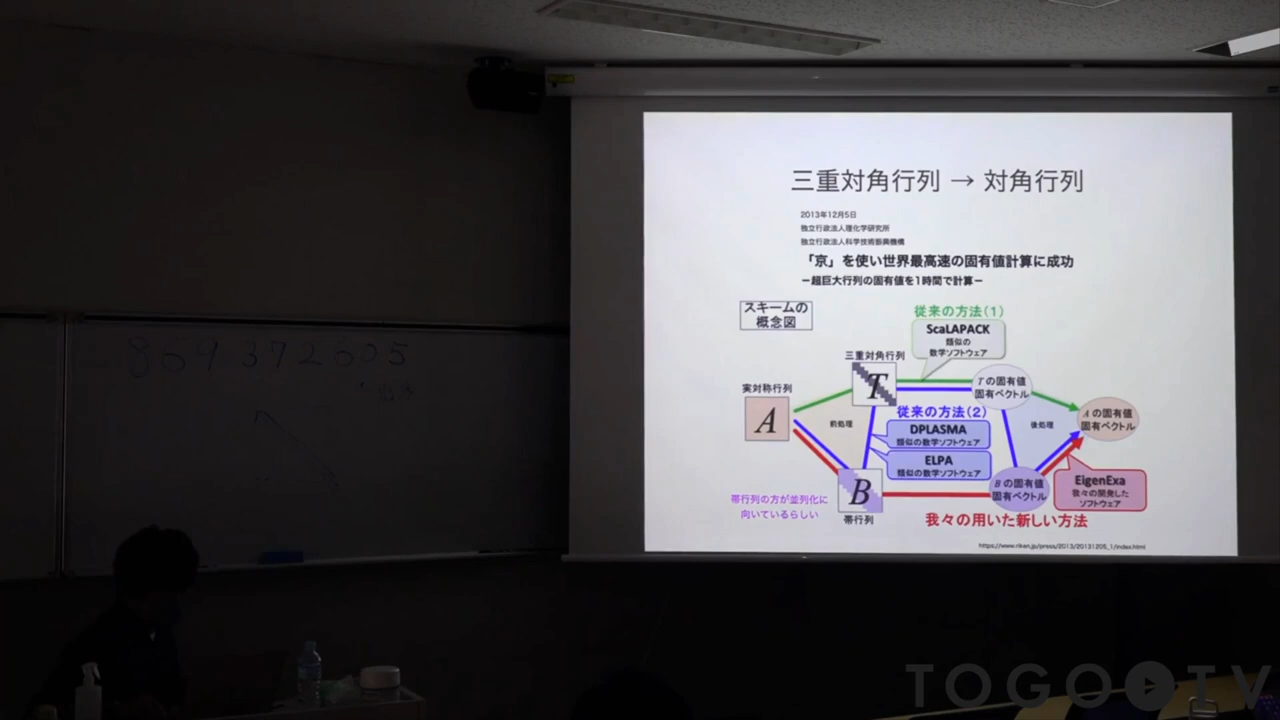 三重対角行列 → 対角行列
2013年12月5日
独立行政法人理化学研究所
独立行政法人科学技術振興機構
「京」を使い世界最高速の固有値計算に成功
－超巨大行列の固有値を1時間で計算－
スキームの
概念図
従来の方法(1)
ScaLAPACK
類似の
数学ソフトウェア
三重対角行列
T
Tの固有値
固有ベクトル
実対称行列
A
前処理
従来の方法(2)
DPLASMA
類似の数学ソフトウェア
ELPA
類似の数学ソフトウェア
後処理
Aの固有値
固有ベクトル
B
帯行列
Bの固有値
固有ベクトル
EigenExa
我々の開発した
ソフトウェア
帯行列の方が並列化に
向いているらしい
我々の用いた新しい方法
https://www.riken.jp/press/2013/20131205_1/index.html
TOGO TV